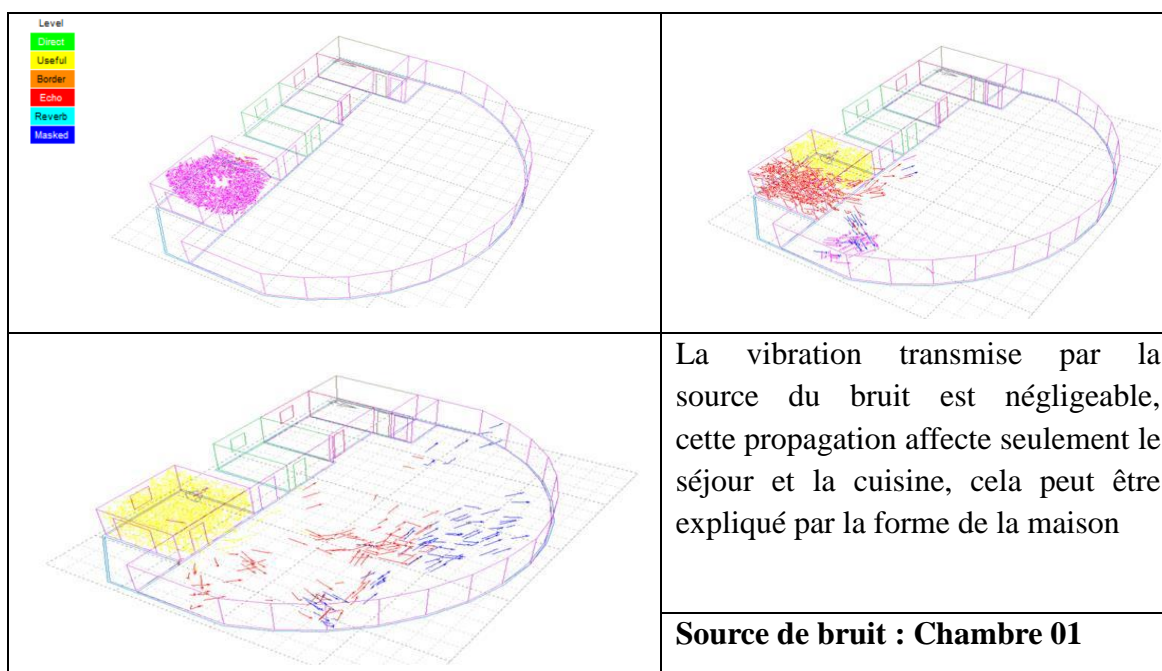 Level
Direct
Useful
Border
Echo
Reverb
Masked
La vibration transmise par la
source du bruit est négligeable,
cette propagation affecte seulement le
séjour et la cuisine, cela peut être
expliqué par la forme de la maison
Source de bruit : Chambre 01